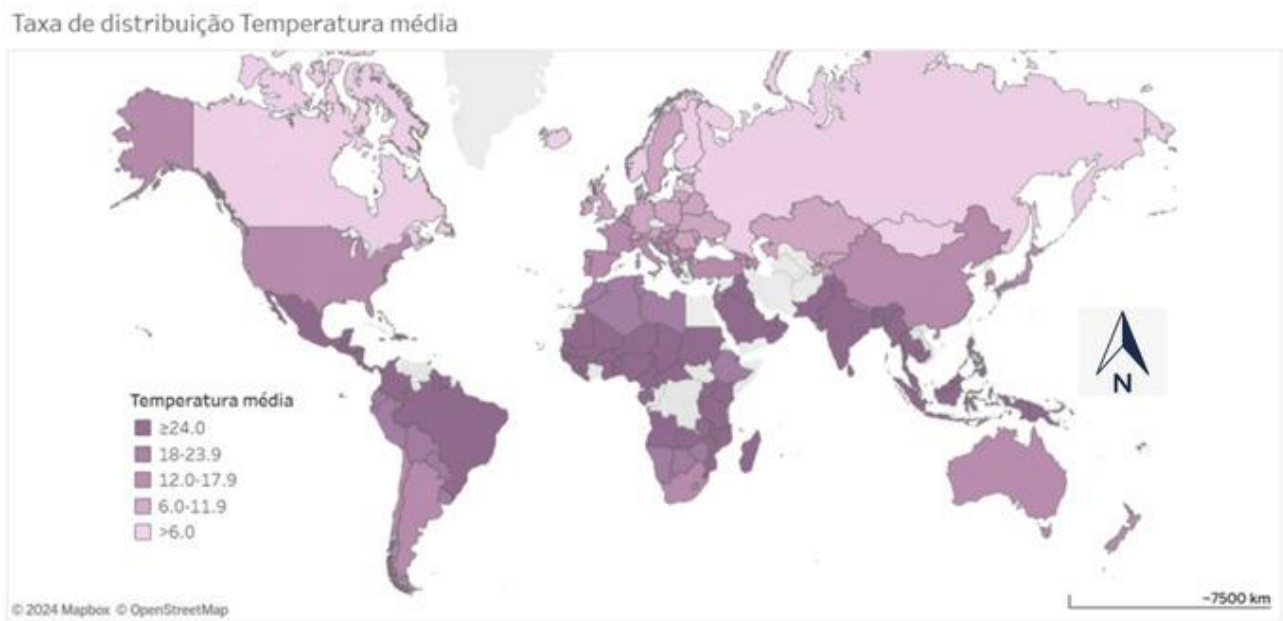 Taxa de distribuição Temperatura média
N
Temperatura média
≥24.0
18-23.9
12.0-17.9
6.0-11.9
>6.0
© 2024 Mapbox © OpenStreetMap
~7500 km